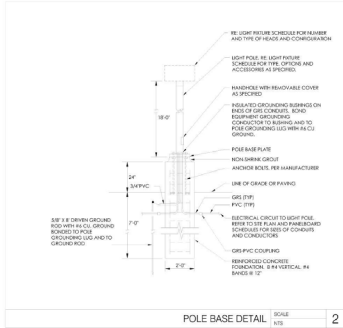 RE: LIGHT FIXTURE SCHEDULE FOR NUMBER
AND TYPE OF HEADS AND CONFIGURATION
LIGHT POLE, RE: LIGHT FIXTURE
SCHEDULE FOR TYPE, OPTIONS AND
ACCESSORIES AS SPECIFIED.
HANDHOLE WITH REMOVABLE COVER
AS SPECIFIED
INSULATED GROUNDING BUSHINGS ON
ENDS OF GRS CONDUITS. BOND
EQUIPMENT GROUNDING
CONDUCTOR TO BUSHING AND TO
POLE GROUNDING LUG WITH #6 CU
GROUND.
18'-0"
POLE BASE PLATE
NON-SHRINK GROUT
ANCHOR BOLTS, PER MANUFACTURER
24"
3/4"PVC
LINE OF GRADE OR PAVING
GRS (TYP)
PVC (TYP)
ELECTRICAL CIRCUIT TO LIGHT POLE.
REFER TO SITE PLAN AND PANELBOARD
SCHEDULES FOR SIZES OF CONDUITS
AND CONDUCTORS
5/8" X 8' DRIVEN GROUND
ROD WITH #6 CU. GROUND
BONDED TO POLE
GROUNDING LUG AND TO
GROUND ROD
GRS-PVC COUPLING
REINFORCED CONCRETE
FOUNDATION. 8 #4 VERTICAL. #4
BANDS @ 12"
2'-0"
POLE BASE DETAIL
SCALE:
NTS
2